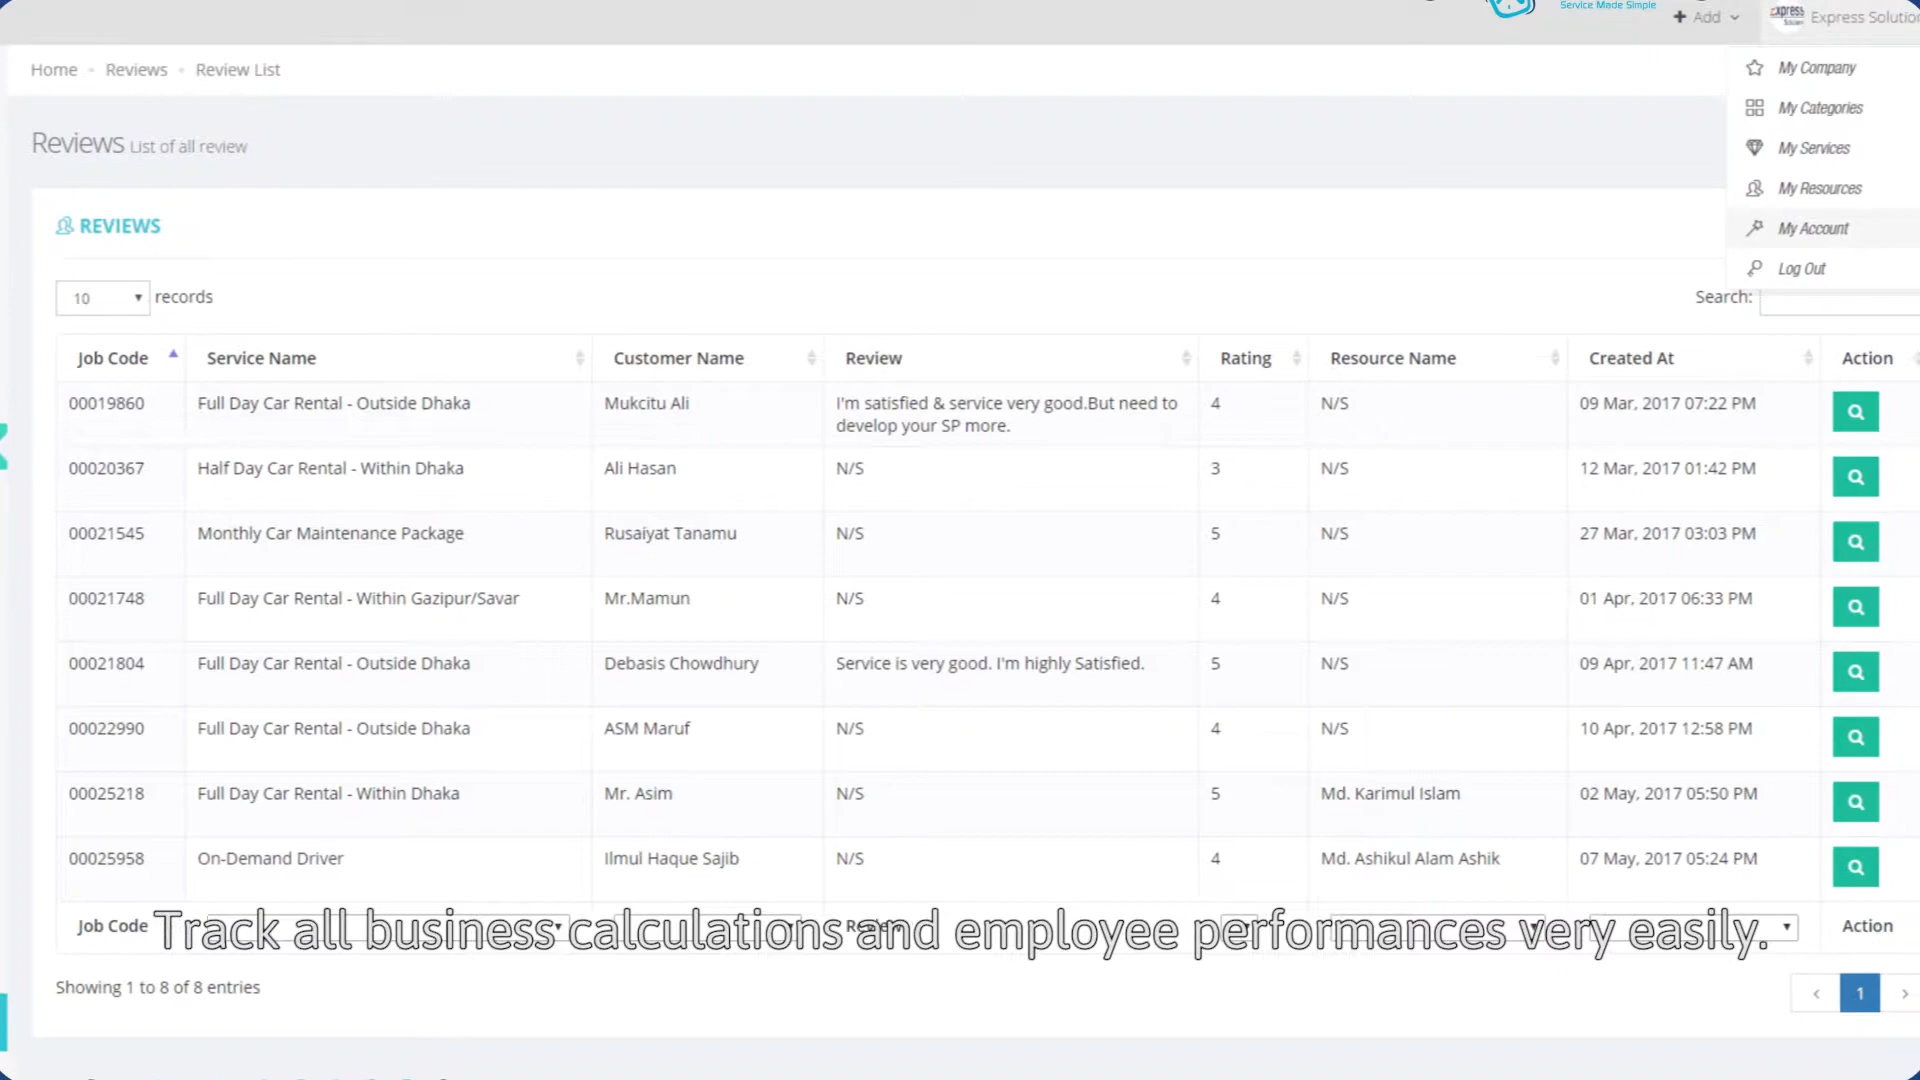 Service Made Simple
Add
express
Express Solution
Home
Reviews
Review List
My Company
My Categories
My Services
My Resources
My Account
Log Out
Reviews List of all review
REVIEWS
10 records
Search:
Job Code Service Name Customer Name Review Rating Resource Name Created At Action
00019860 Full Day Car Rental - Outside Dhaka Mukcitu Ali I'm satisfied & service very good.But need to 4 N/S 09 Mar, 2017 07:22 PM
develop your SP more.
00020367 Half Day Car Rental - Within Dhaka Ali Hasan N/S 3 N/S 12 Mar, 2017 01:42 PM
00021545 Monthly Car Maintenance Package Rusaiyat Tanamu N/S 5 N/S 27 Mar, 2017 03:03 PM
00021748 Full Day Car Rental - Within Gazipur/Savar Mr.Mamun N/S 4 N/S 01 Apr, 2017 06:33 PM
00021804 Full Day Car Rental - Outside Dhaka Debasis Chowdhury Service is very good. I'm highly Satisfied. 5 N/S 09 Apr, 2017 11:47 AM
00022990 Full Day Car Rental - Outside Dhaka ASM Maruf N/S 4 N/S 10 Apr, 2017 12:58 PM
00025218 Full Day Car Rental - Within Dhaka Mr. Asim N/S 5 Md. Karimul Islam 02 May, 2017 05:50 PM
00025958 On-Demand Driver Ilmul Haque Sajib N/S 4 Md. Ashikul Alam Ashik 07 May, 2017 05:24 PM
Job Code Review Action
Track all business calculations and employee performances very easily.
Showing 1 to 8 of 8 entries
1